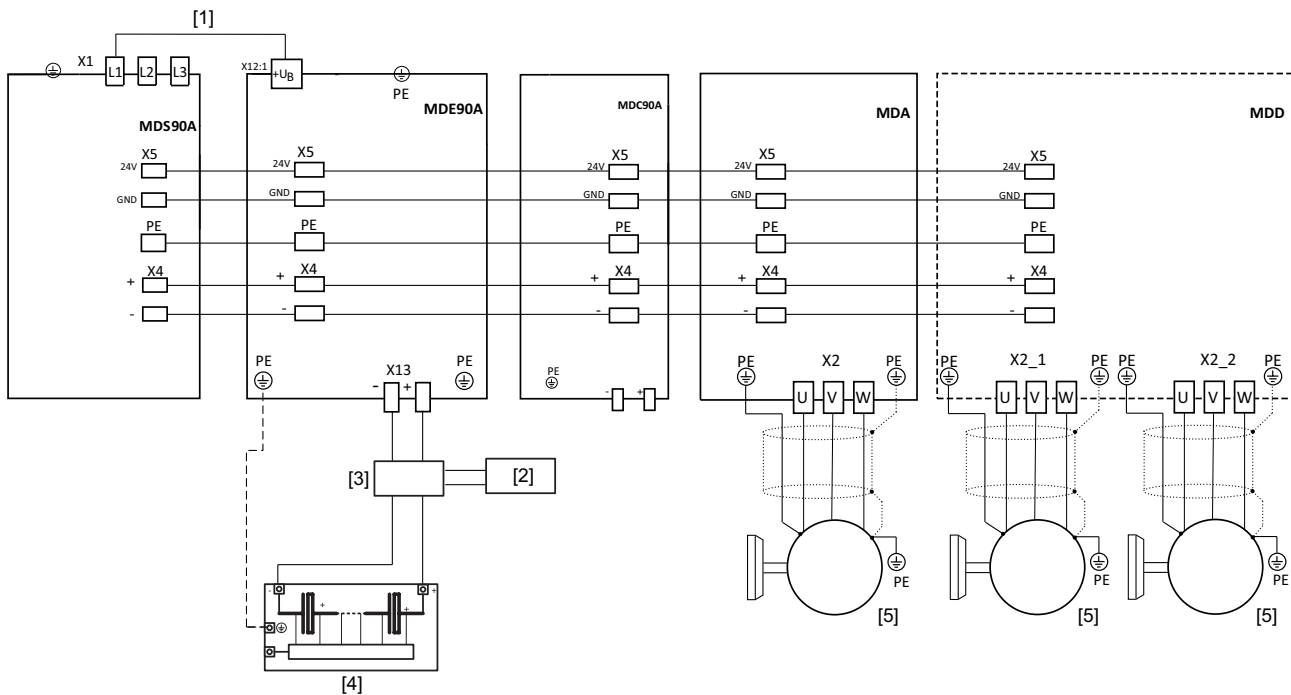 [1]
X1 L1 L2 L3 X12:1 +UB
PE
MDS90A MDE90A MDC90A MDA MDD
X5 X5 X5 X5 X5
24V 24V 24V 24V 24V
GND GND GND GND GND
PE PE PE PE PE
X4 X4 X4 X4 X4
+ + + + +
- - - - -
PE X13 PE PE PE X2 PE PE X2_1 PE PE X2_2 PE
- + - +
U V W U V W U V W
[3] [2]
PE PE PE
- +
+ +
[5] [5] [5]
[4]